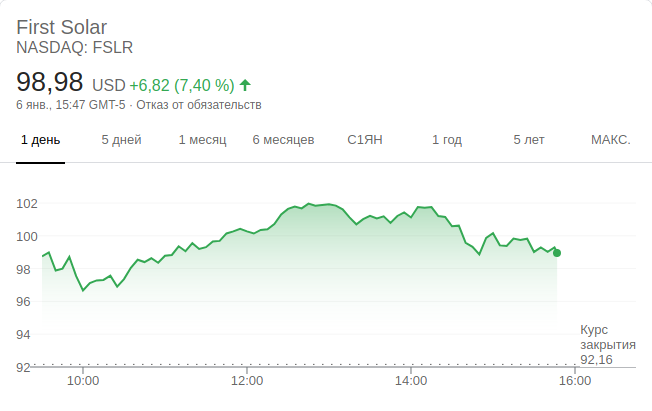 First Solar
NASDAQ: FSLR
98,98 USD +6,82 (7,40 %)
6 янв., 15:47 GMT-5 · Отказ от обязательств
1 день 5 дней 1 месяц 6 месяцев С1ЯН 1 год 5 лет МАКС.
102
100
98
96
94
92
Курс
закрытия
92,16
10:00 12:00 14:00 16:00